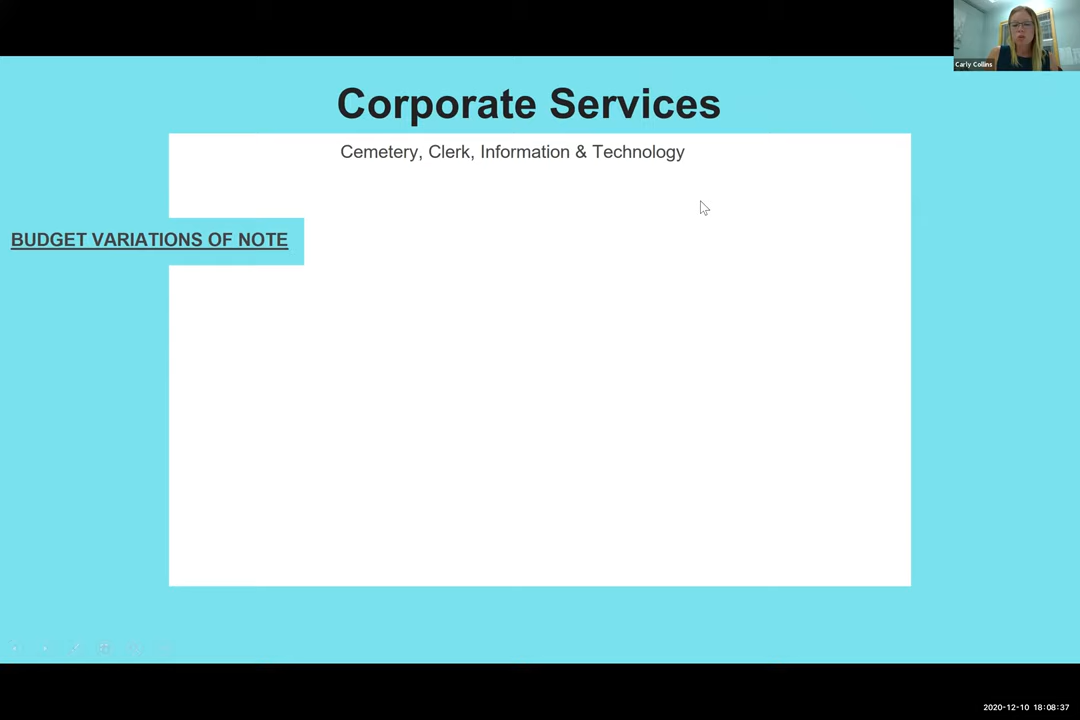 Carly Collins
Corporate Services
Cemetery, Clerk, Information & Technology
BUDGET VARIATIONS OF NOTE
2020-12-10 18:08:37